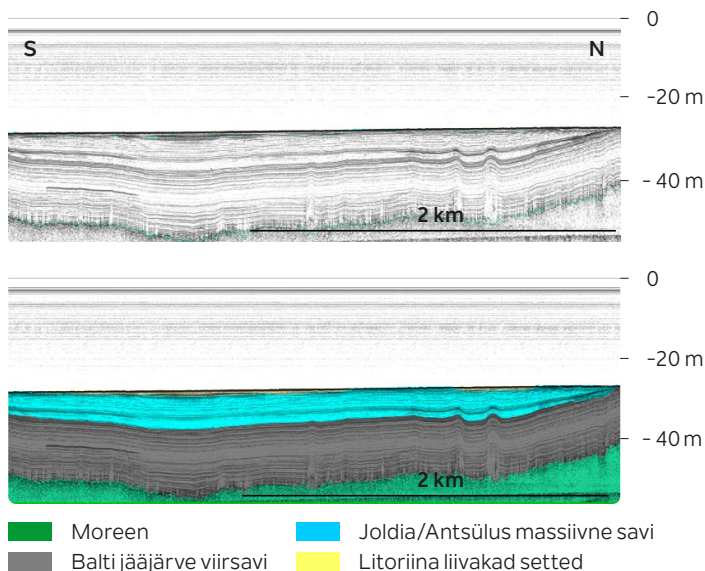 0
S
N
-20 m
- 40 m
2 km
0
-20 m
- 40 m
2 km
Moreen
Joldia/Antsülus massiivne savi
Balti jääjärve viirsavi
Litoriina liivakad setted